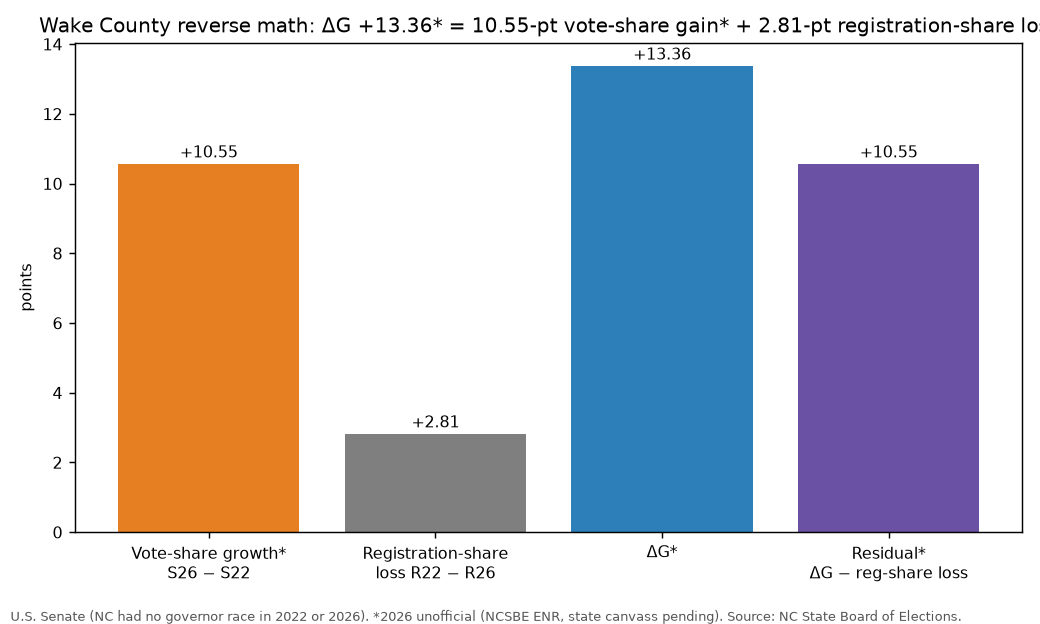 Wake County reverse math: ΔG +13.36* = 10.55-pt vote-share gain* + 2.81-pt registration-share
14
12
10
8
6
4
2
0
points
+10.55
+2.81
+13.36
+10.55
Vote-share growth*
S26 − S22
Registration-share
loss R22 − R26
ΔG*
Residual*
ΔG − reg-share loss
U.S. Senate (NC had no governor race in 2022 or 2026). *2026 unofficial (NCSBE ENR, state canvass pending). Source: NC State Board of Elections.